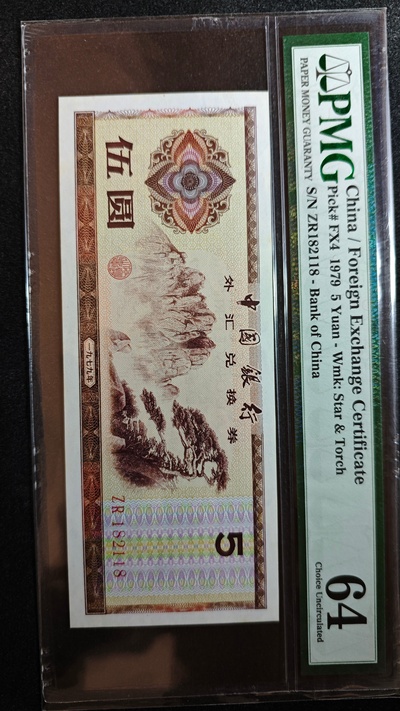 PMG
PAPER MONEY GUARANTY
China / Foreign Exchange Certificate
Pick# FX4 1979 5 Yuan - Wmk: Star & Torch
S/N ZR182118 - Bank of China
64
Choice Uncirculated
中國銀行
外汇兑换券
伍圆
一九七九年
5
ZR182118